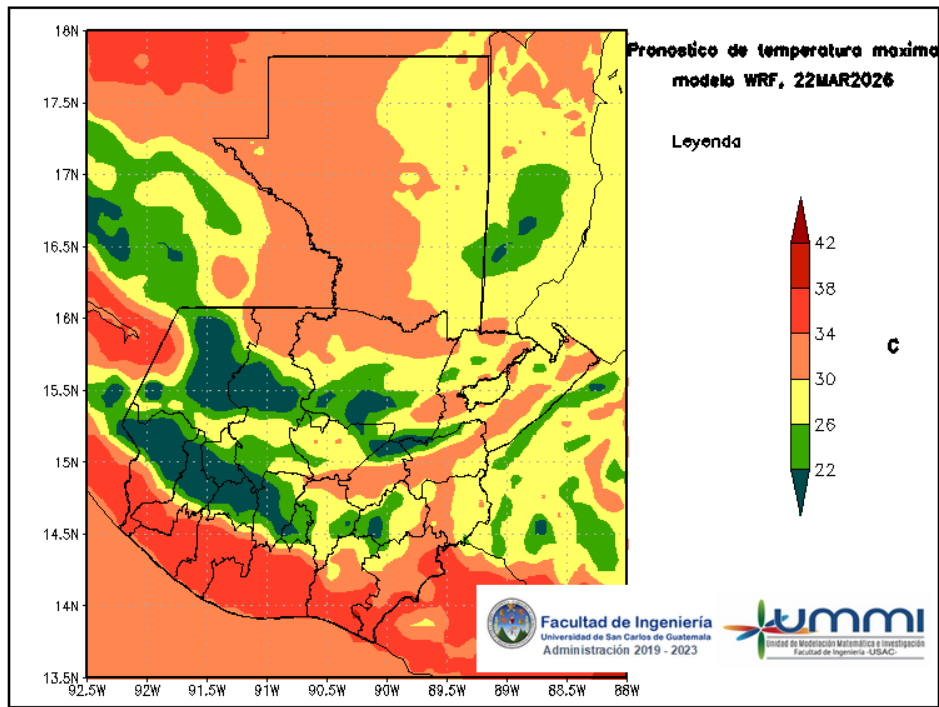 Pronostico de temperatura maxima
modelo WRF, 22MAR2026
Leyenda
42
38
34
30
26
22
C
18N
17.5N
17N
16.5N
16N
15.5N
15N
14.5N
14N
13.5N
92.5W
92W
91.5W
91W
90.5W
90W
89.5W
89W
88.5W
88W
Facultad de Ingeniería
Universidad de San Carlos de Guatemala
Administración 2019 - 2023
UMMI
Unidad de Modelación Matemática e Investigación
Facultad de Ingeniería -USAC-